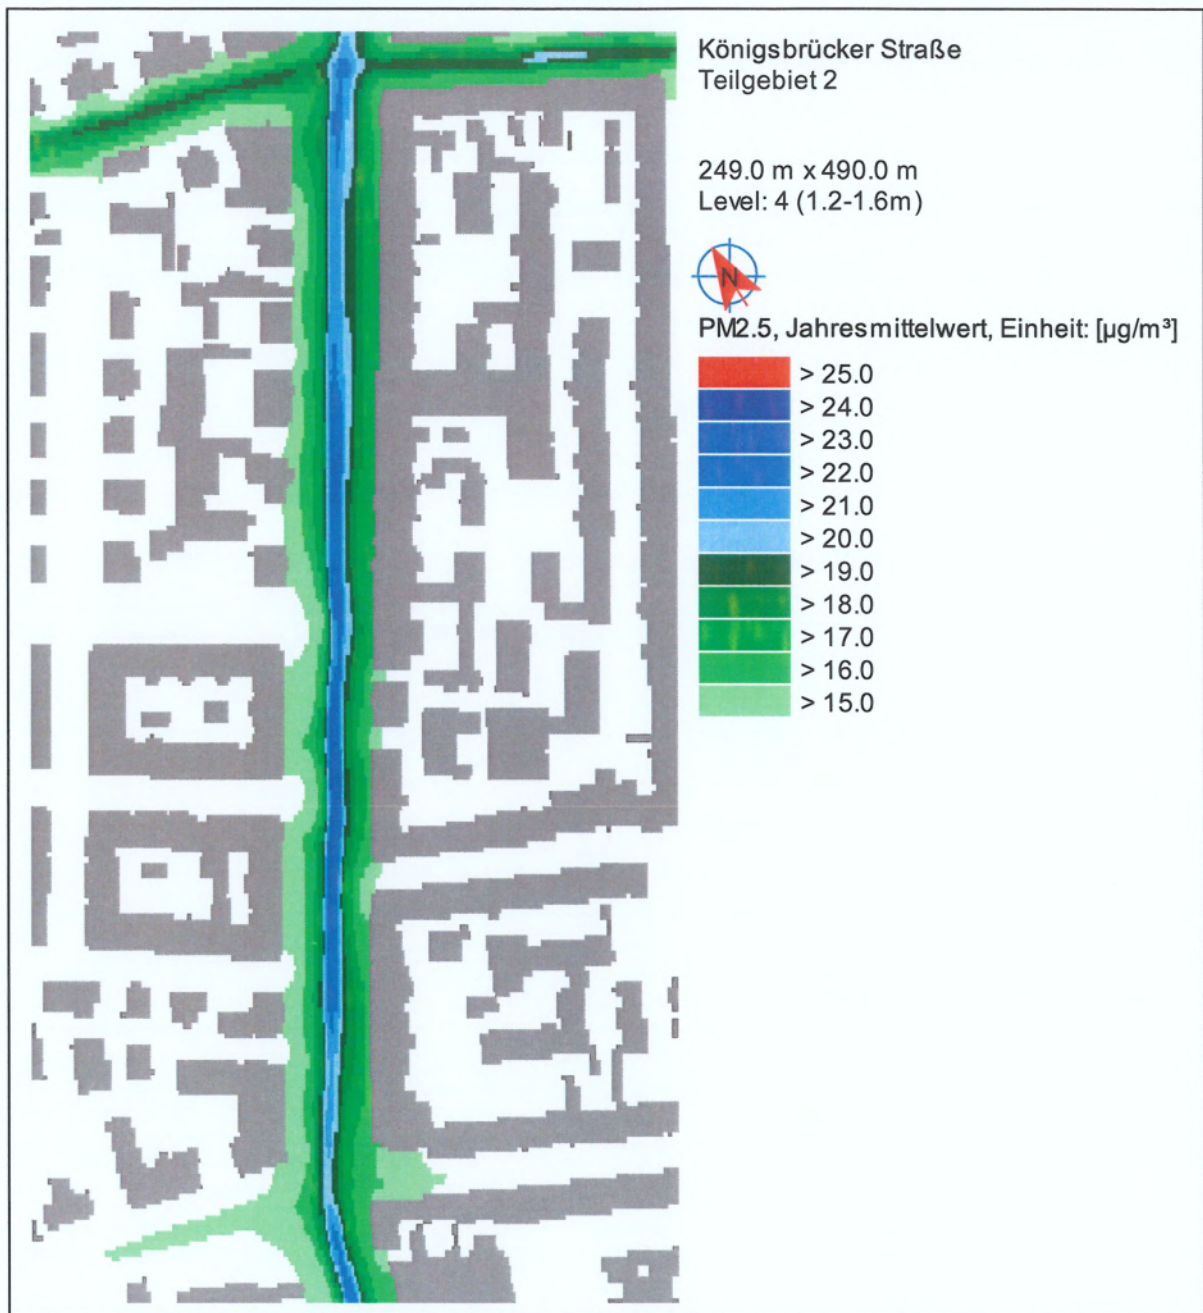 Königsbrücker Straße
Teilgebiet 2
249.0 m x 490.0 m
Level: 4 (1.2-1.6m)
N
PM2.5, Jahresmittelwert, Einheit: [µg/m³]
> 25.0
> 24.0
> 23.0
> 22.0
> 21.0
> 20.0
> 19.0
> 18.0
> 17.0
> 16.0
> 15.0